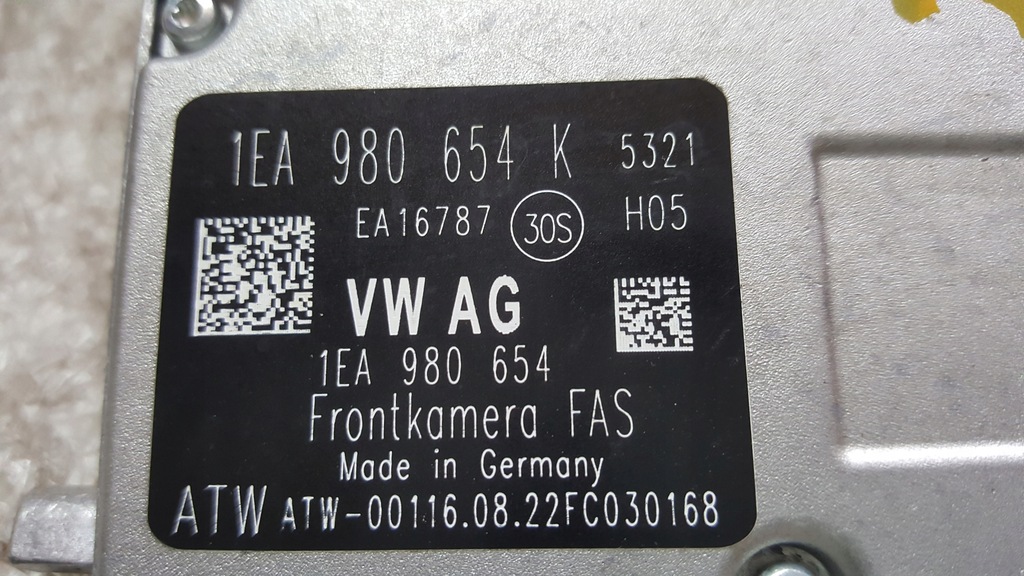 1EA 980 654 K 5321
EA16787 30S H05
VW AG
1EA 980 654
Frontkamera FAS
Made in Germany
ATW ATW-00116.08.22FC030168